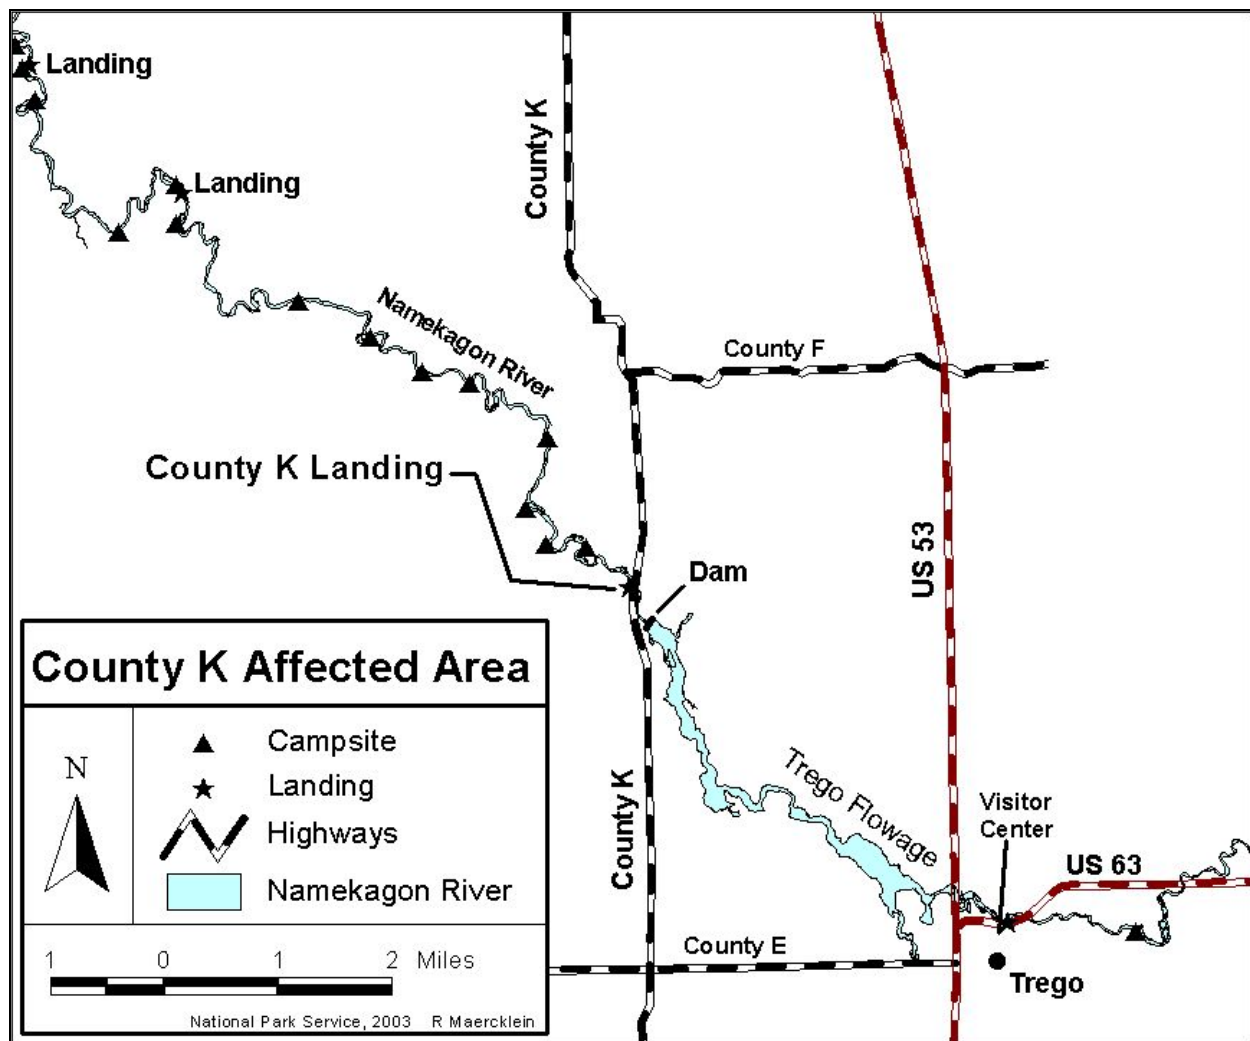 Landing
Landing
County K
Namekagon River
County F
County K Landing
US 53
Dam
County K Affected Area
N
Campsite
Landing
Highways
Namekagon River
1 0 1 2 Miles
National Park Service, 2003 R Maercklein
County K
Trego Flowage
Visitor
Center
US 63
County E
Trego